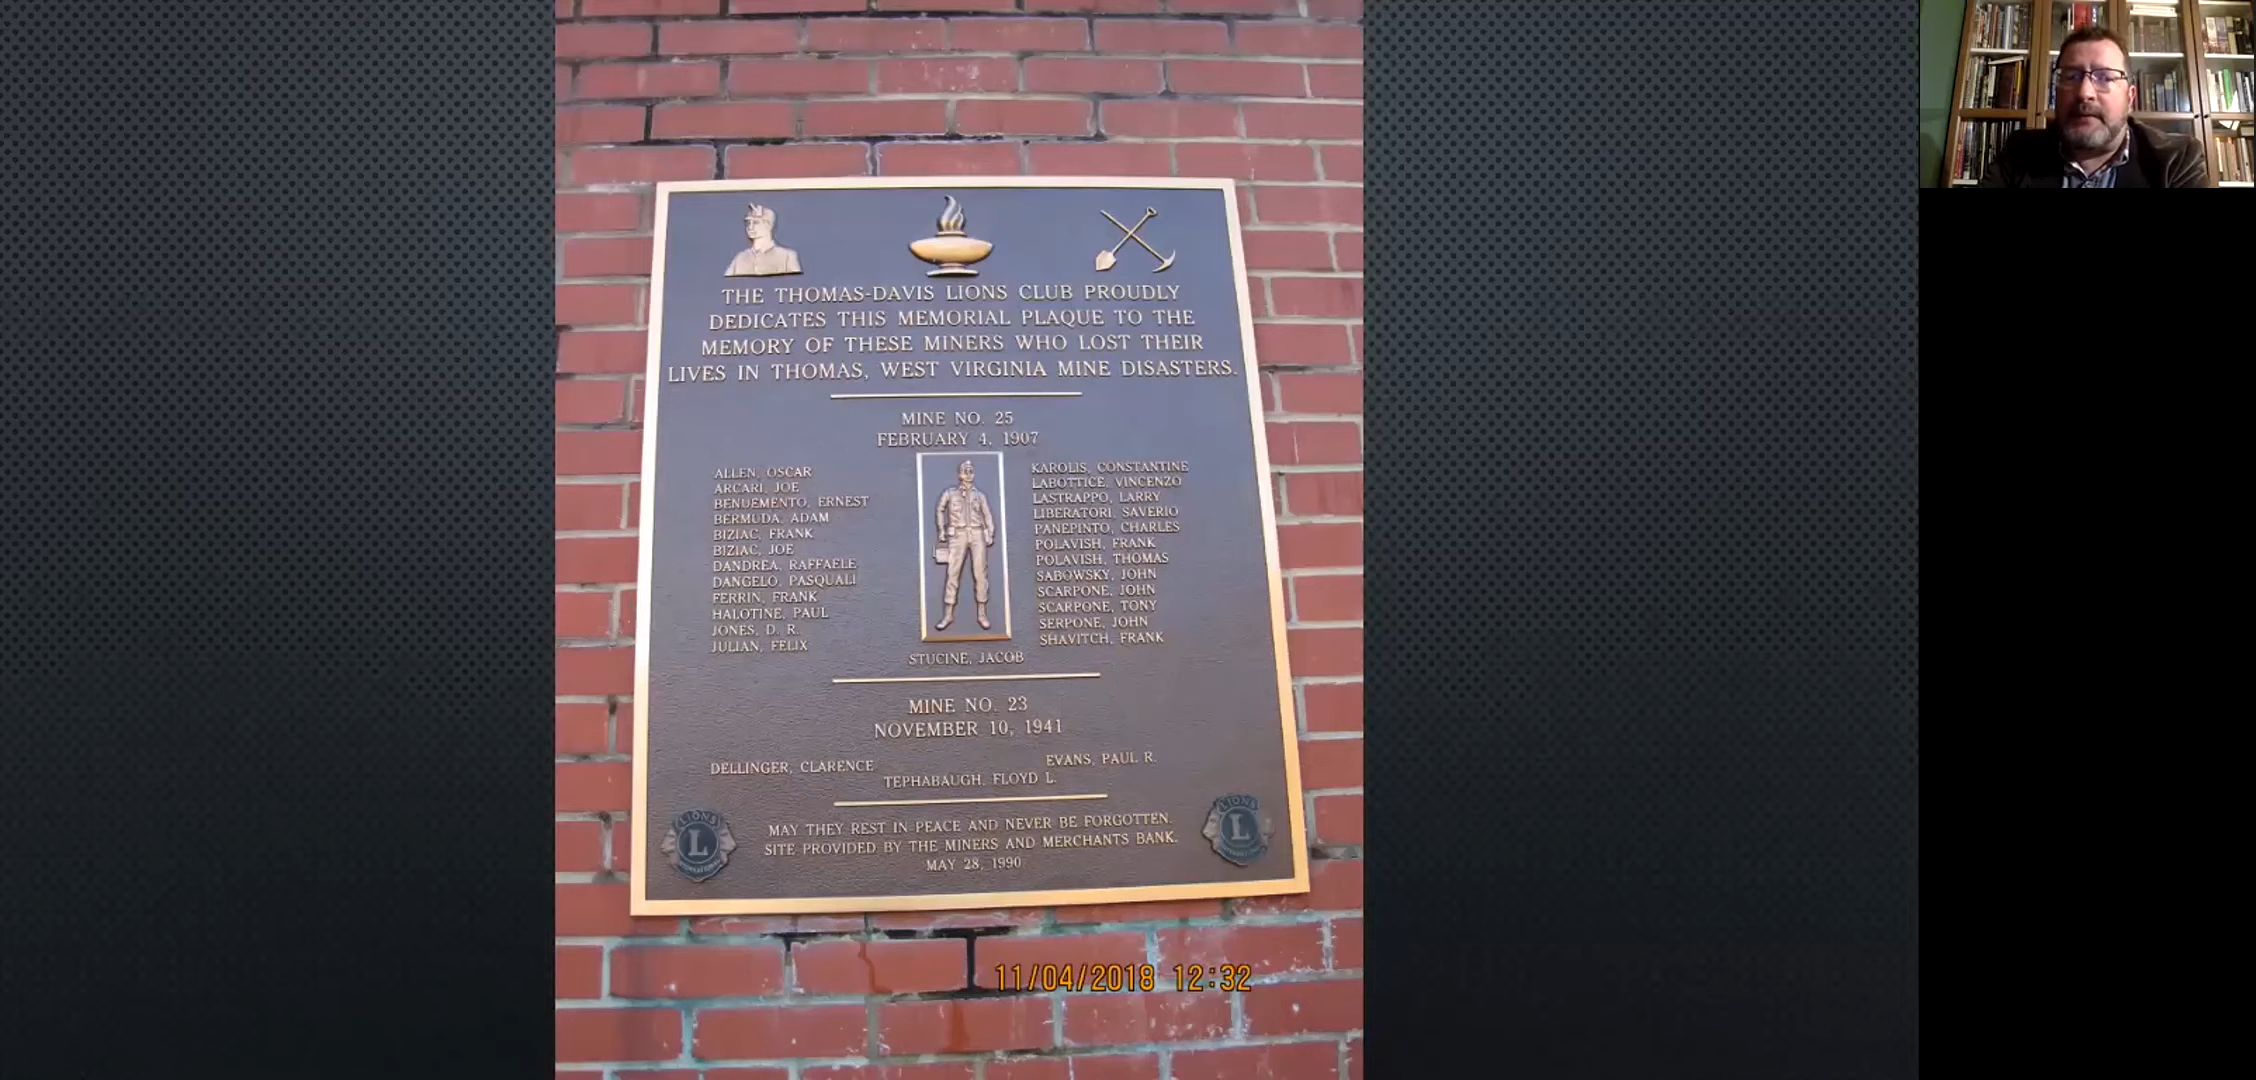 THE THOMAS-DAVIS LIONS CLUB PROUDLY
DEDICATES THIS MEMORIAL PLAQUE TO THE
MEMORY OF THESE MINERS WHO LOST THEIR
LIVES IN THOMAS, WEST VIRGINIA MINE DISASTERS.
MINE NO. 25
FEBRUARY 4, 1907
ALLEN, OSCAR
ARCARI, JOE
BENUEMENTO, ERNEST
BERMUDA, ADAM
BIZIAC, FRANK
BIZIAC, JOE
DANDREA, RAFFAELE
DANGELO, PASQUALI
FERRIN, FRANK
HALOTINE, PAUL
JONES, D. R.
JULIAN, FELIX
KAROLIS, CONSTANTINE
LABOTTICE, VINCENZO
LASTRAPPO, LARRY
LIBERATORI, SAVERIO
PANEPINTO, CHARLES
POLAVISH, FRANK
POLAVISH, THOMAS
SABOWSKY, JOHN
SCARPONE, JOHN
SCARPONE, TONY
SERPONE, JOHN
SHAVITCH, FRANK
STUCINE, JACOB
MINE NO. 23
NOVEMBER 10, 1941
DELLINGER, CLARENCE
EVANS, PAUL R.
TEPHABAUGH, FLOYD L.
LIONS
L
INTERNATIONAL
MAY THEY REST IN PEACE AND NEVER BE FORGOTTEN.
SITE PROVIDED BY THE MINERS AND MERCHANTS BANK.
MAY 28, 1990
LIONS
L
INTERNATIONAL
11/04/2018 12:32